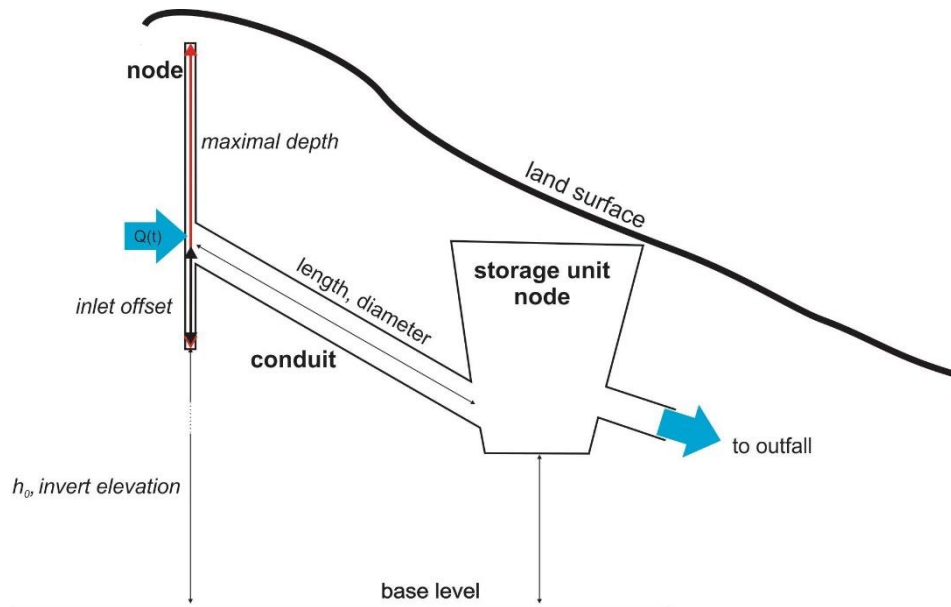 node
maximal depth
land surface
Q(t)
storage unit
node
length, diameter
inlet offset
conduit
to outfall
h₀, invert elevation
base level